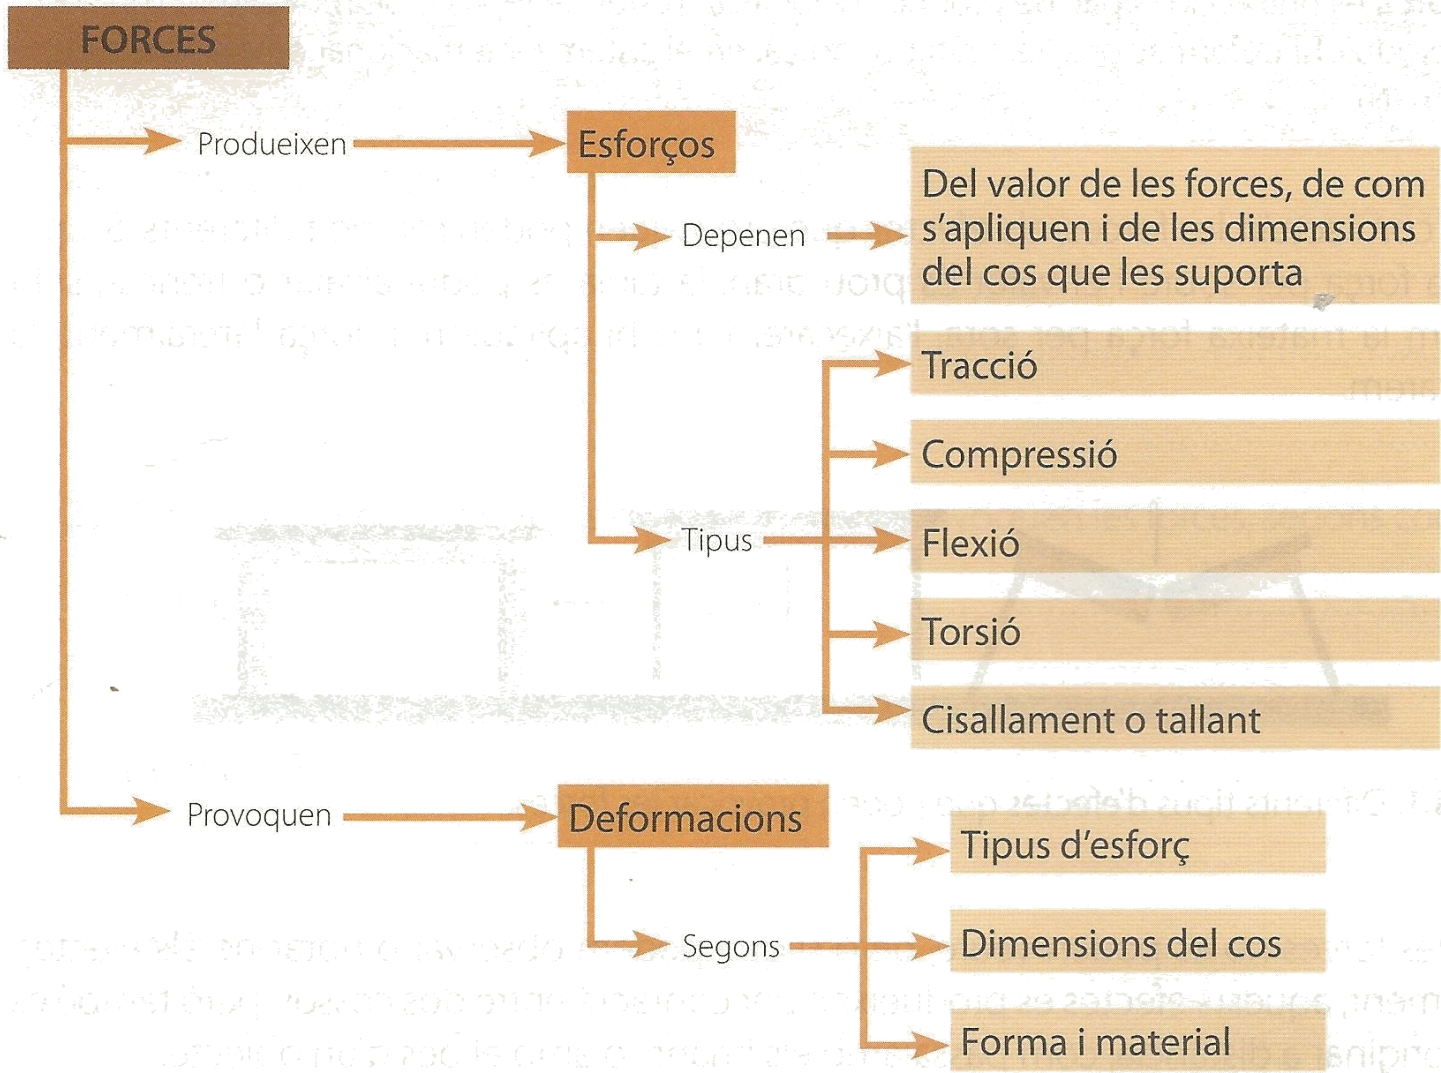 FORCES
Produeixen
Esforços
Depenen
Del valor de les forces, de com
s'apliquen i de les dimensions
del cos que les suporta
Tipus
Tracció
Compressió
Flexió
Torsió
Cisallament o tallant
Provoquen
Deformacions
Segons
Tipus d'esforç
Dimensions del cos
Forma i material